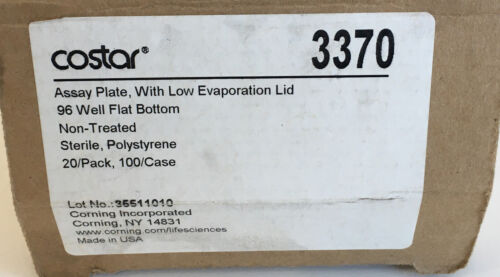 costar® 3370
Assay Plate, With Low Evaporation Lid
96 Well Flat Bottom
Non-Treated
Sterile, Polystyrene
20/Pack, 100/Case
Lot No.:35511010
Corning Incorporated
Corning, NY 14831
www.corning.com/lifesciences
Made in USA